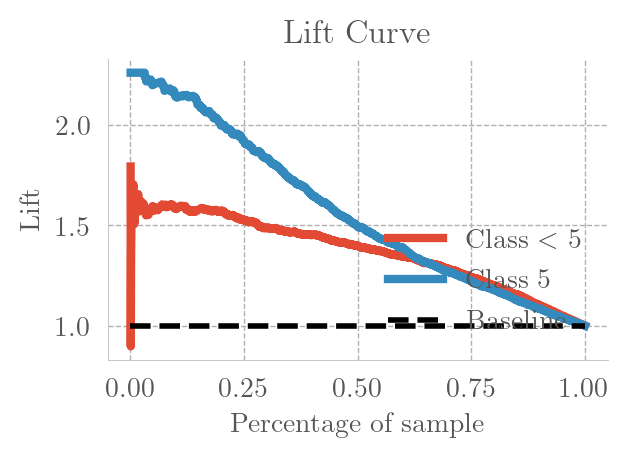 Lift Curve
Lift
2.0
1.5
1.0
Class < 5
Class 5
Baseline
0.00 0.25 0.50 0.75 1.00
Percentage of sample